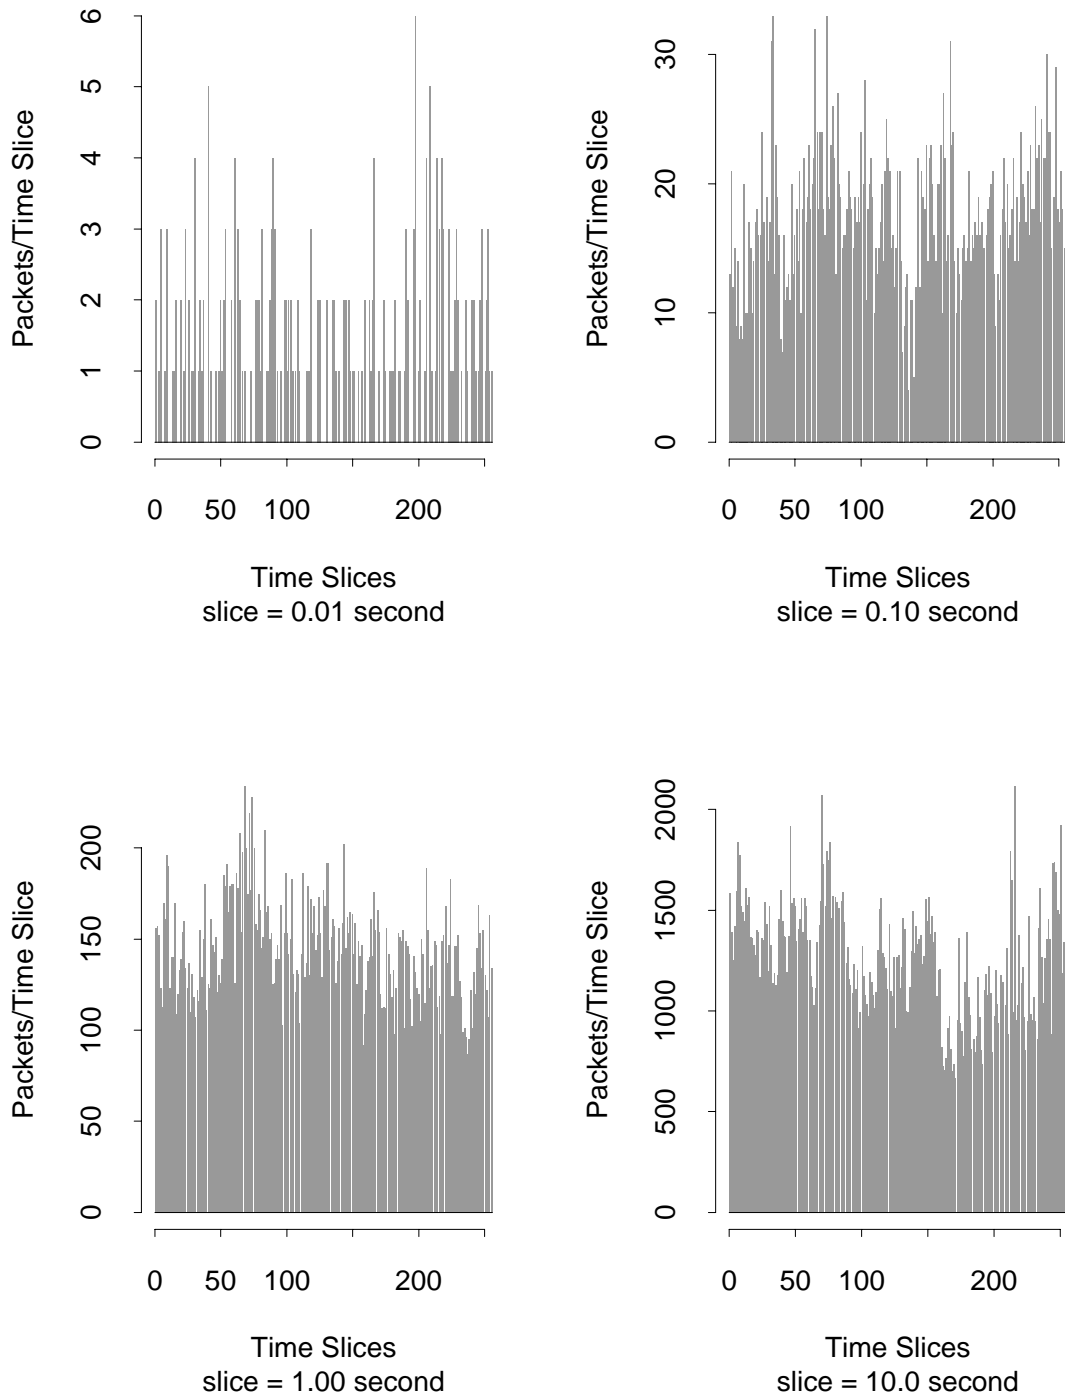 Packets/Time Slice
0 1 2 3 4 5 6
0 50 100 200
Time Slices
slice = 0.01 second
Packets/Time Slice
0 10 20 30
0 50 100 200
Time Slices
slice = 0.10 second
Packets/Time Slice
0 50 100 150 200
0 50 100 200
Time Slices
slice = 1.00 second
Packets/Time Slice
0 500 1000 1500 2000
0 50 100 200
Time Slices
slice = 10.0 second